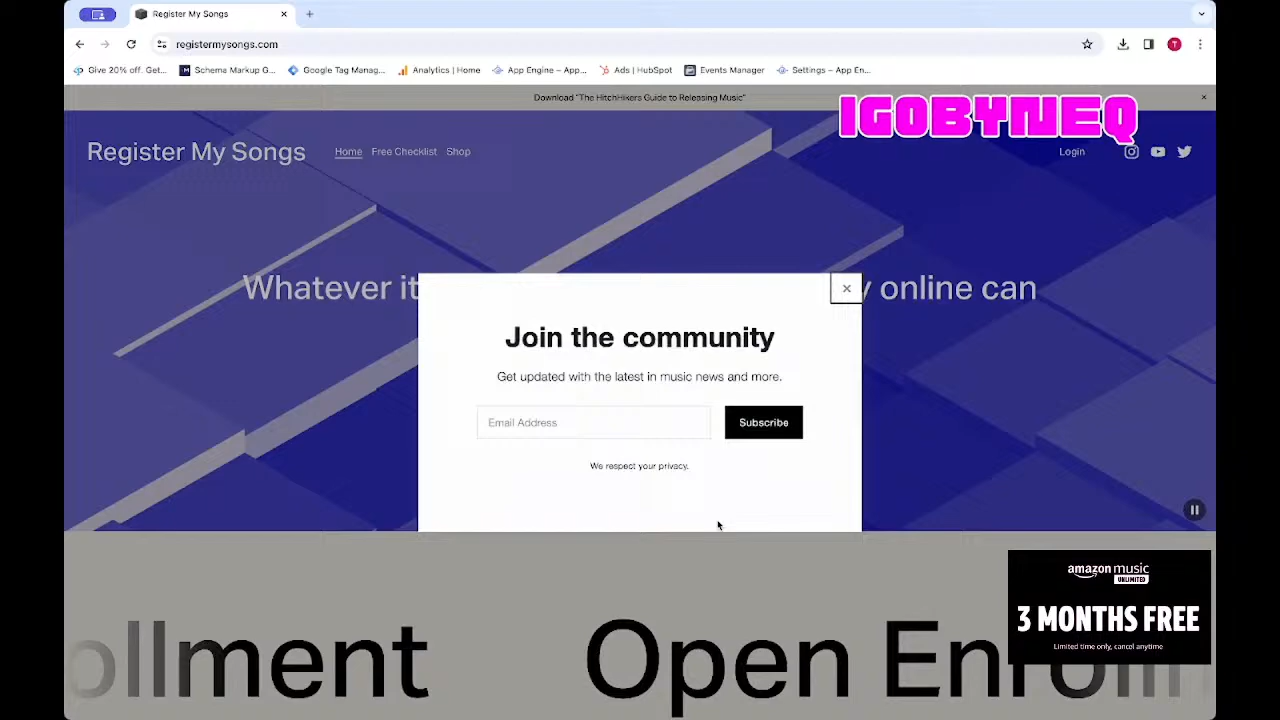 Register My Songs
registermysongs.com
Give 20% off. Get...
Schema Markup G...
Google Tag Manag...
Analytics | Home
App Engine – App...
Ads | HubSpot
Events Manager
Settings – App En...
Download "The HitchHikers Guide to Releasing Music"
IGOBYNEQ
Register My Songs
Home
Free Checklist
Shop
Login
Whatever it
y online can
Join the community
Get updated with the latest in music news and more.
Email Address
Subscribe
We respect your privacy.
amazon music
UNLIMITED
3 MONTHS FREE
Limited time only, cancel anytime
ollment
Open Enrollm